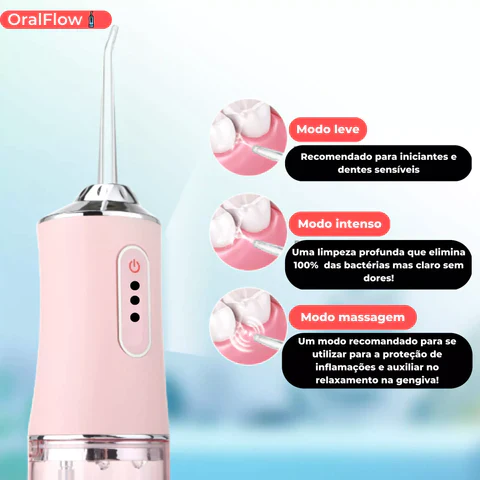 OralFlow
Modo leve
Recomendado para iniciantes e
dentes sensíveis
Modo intenso
Uma limpeza profunda que elimina
100% das bactérias mas claro sem
dores!
Modo massagem
Um modo recomandado para se
utilizar para a proteção de
inflamações e auxiliar no
relaxamento na gengiva!